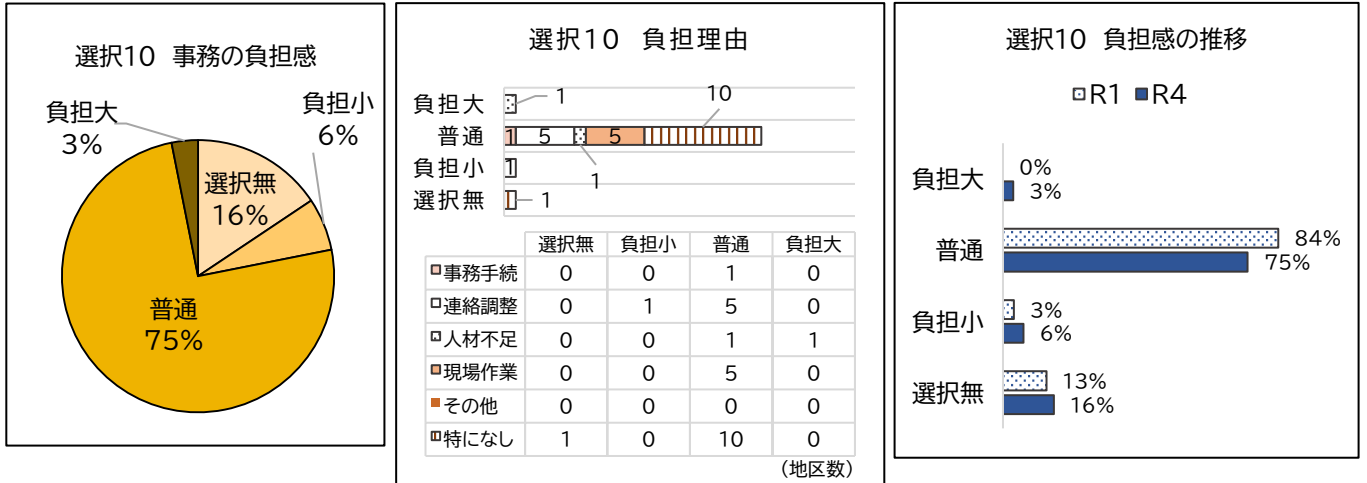 選択10 事務の負担感
負担大
3%
負担小
6%
選択無
16%
普通
75%
選択10 負担理由
負担大
1
10
普通
1 5 5
1
負担小
1
選択無
1
選択無 負担小 普通 負担大
事務手続 0 0 1 0
連絡調整 0 1 5 0
人材不足 0 0 1 1
現場作業 0 0 5 0
その他 0 0 0 0
特になし 1 0 10 0
(地区数)
選択10 負担感の推移
R1 R4
負担大
0%
3%
普通
84%
75%
負担小
3%
6%
選択無
13%
16%